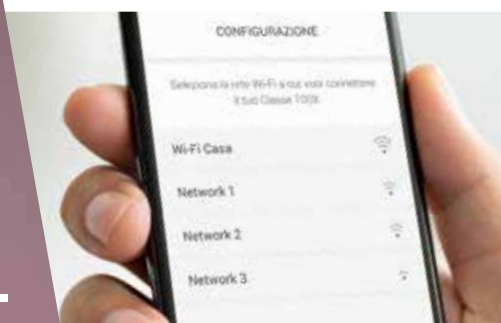 CONFIGURAZIONE
Seleziona la rete Wi-Fi a cui vuoi connettere
il tuo Classe 100X
Wi-Fi Casa
Network 1
Network 2
Network 3